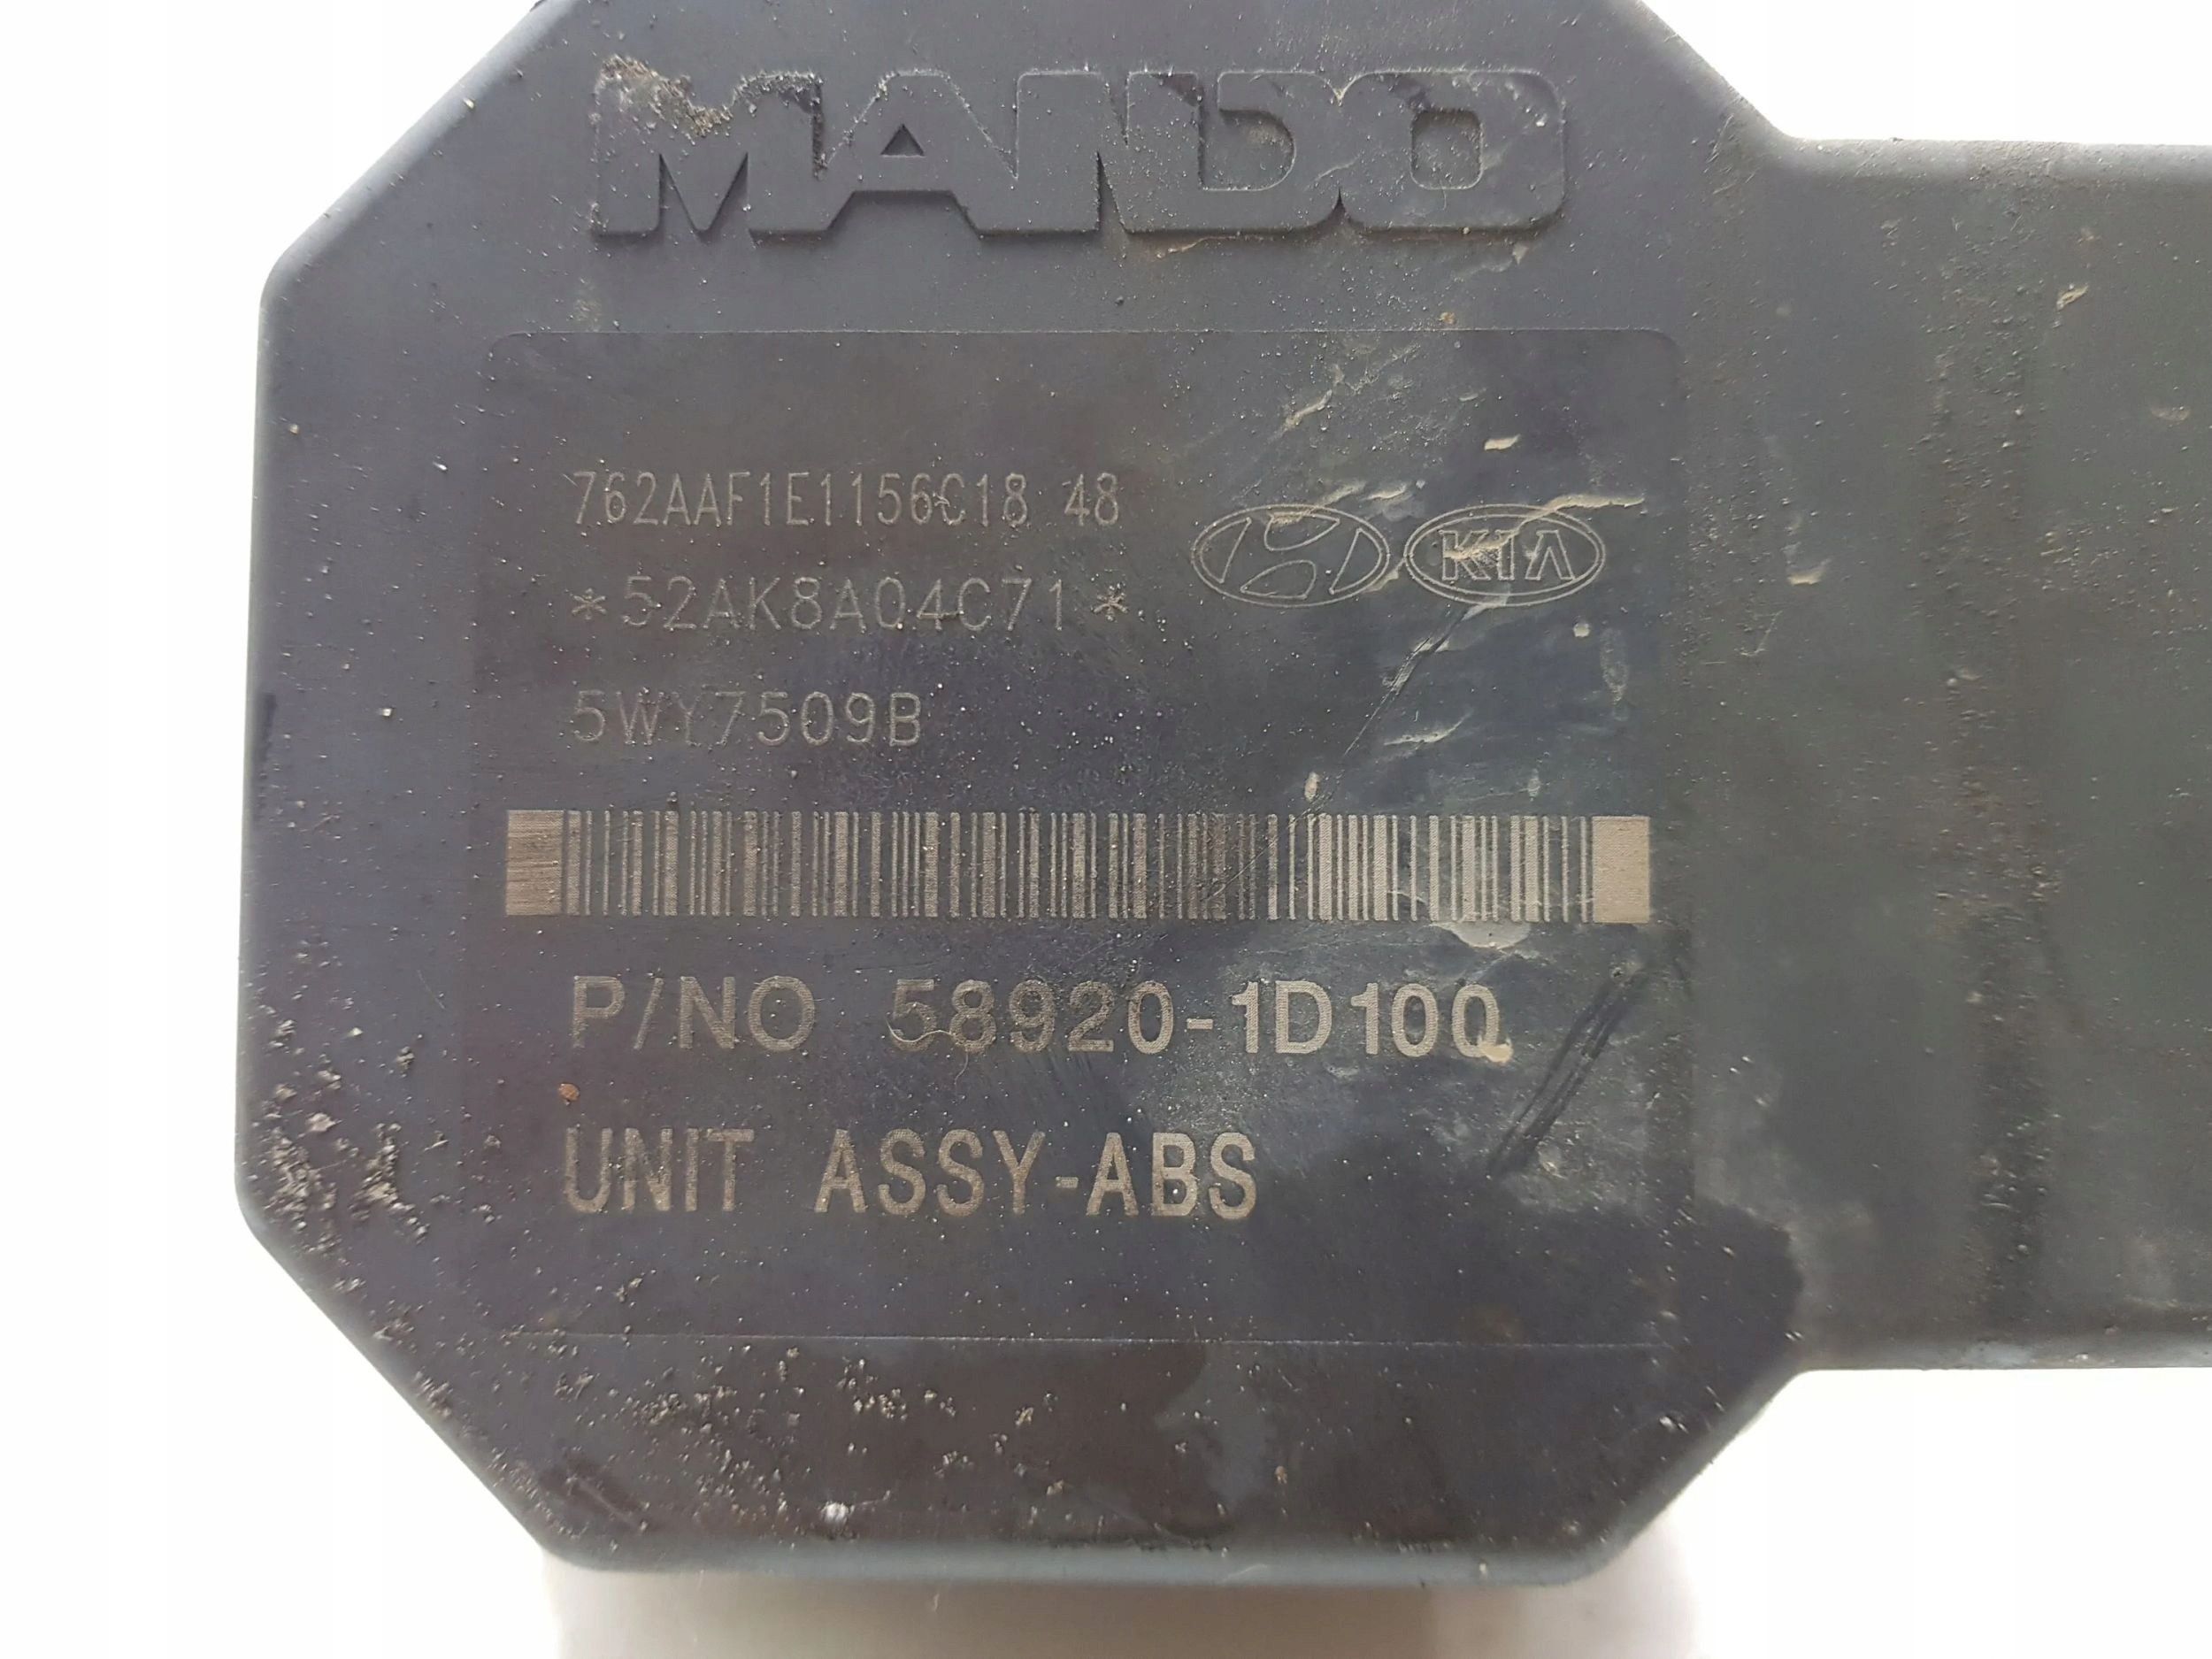 MANDO
762AAF1E1156C18 48
KIA
*52AK8A04C71*
5WY7509B
P/NO 58920-1D100
UNIT ASSY-ABS